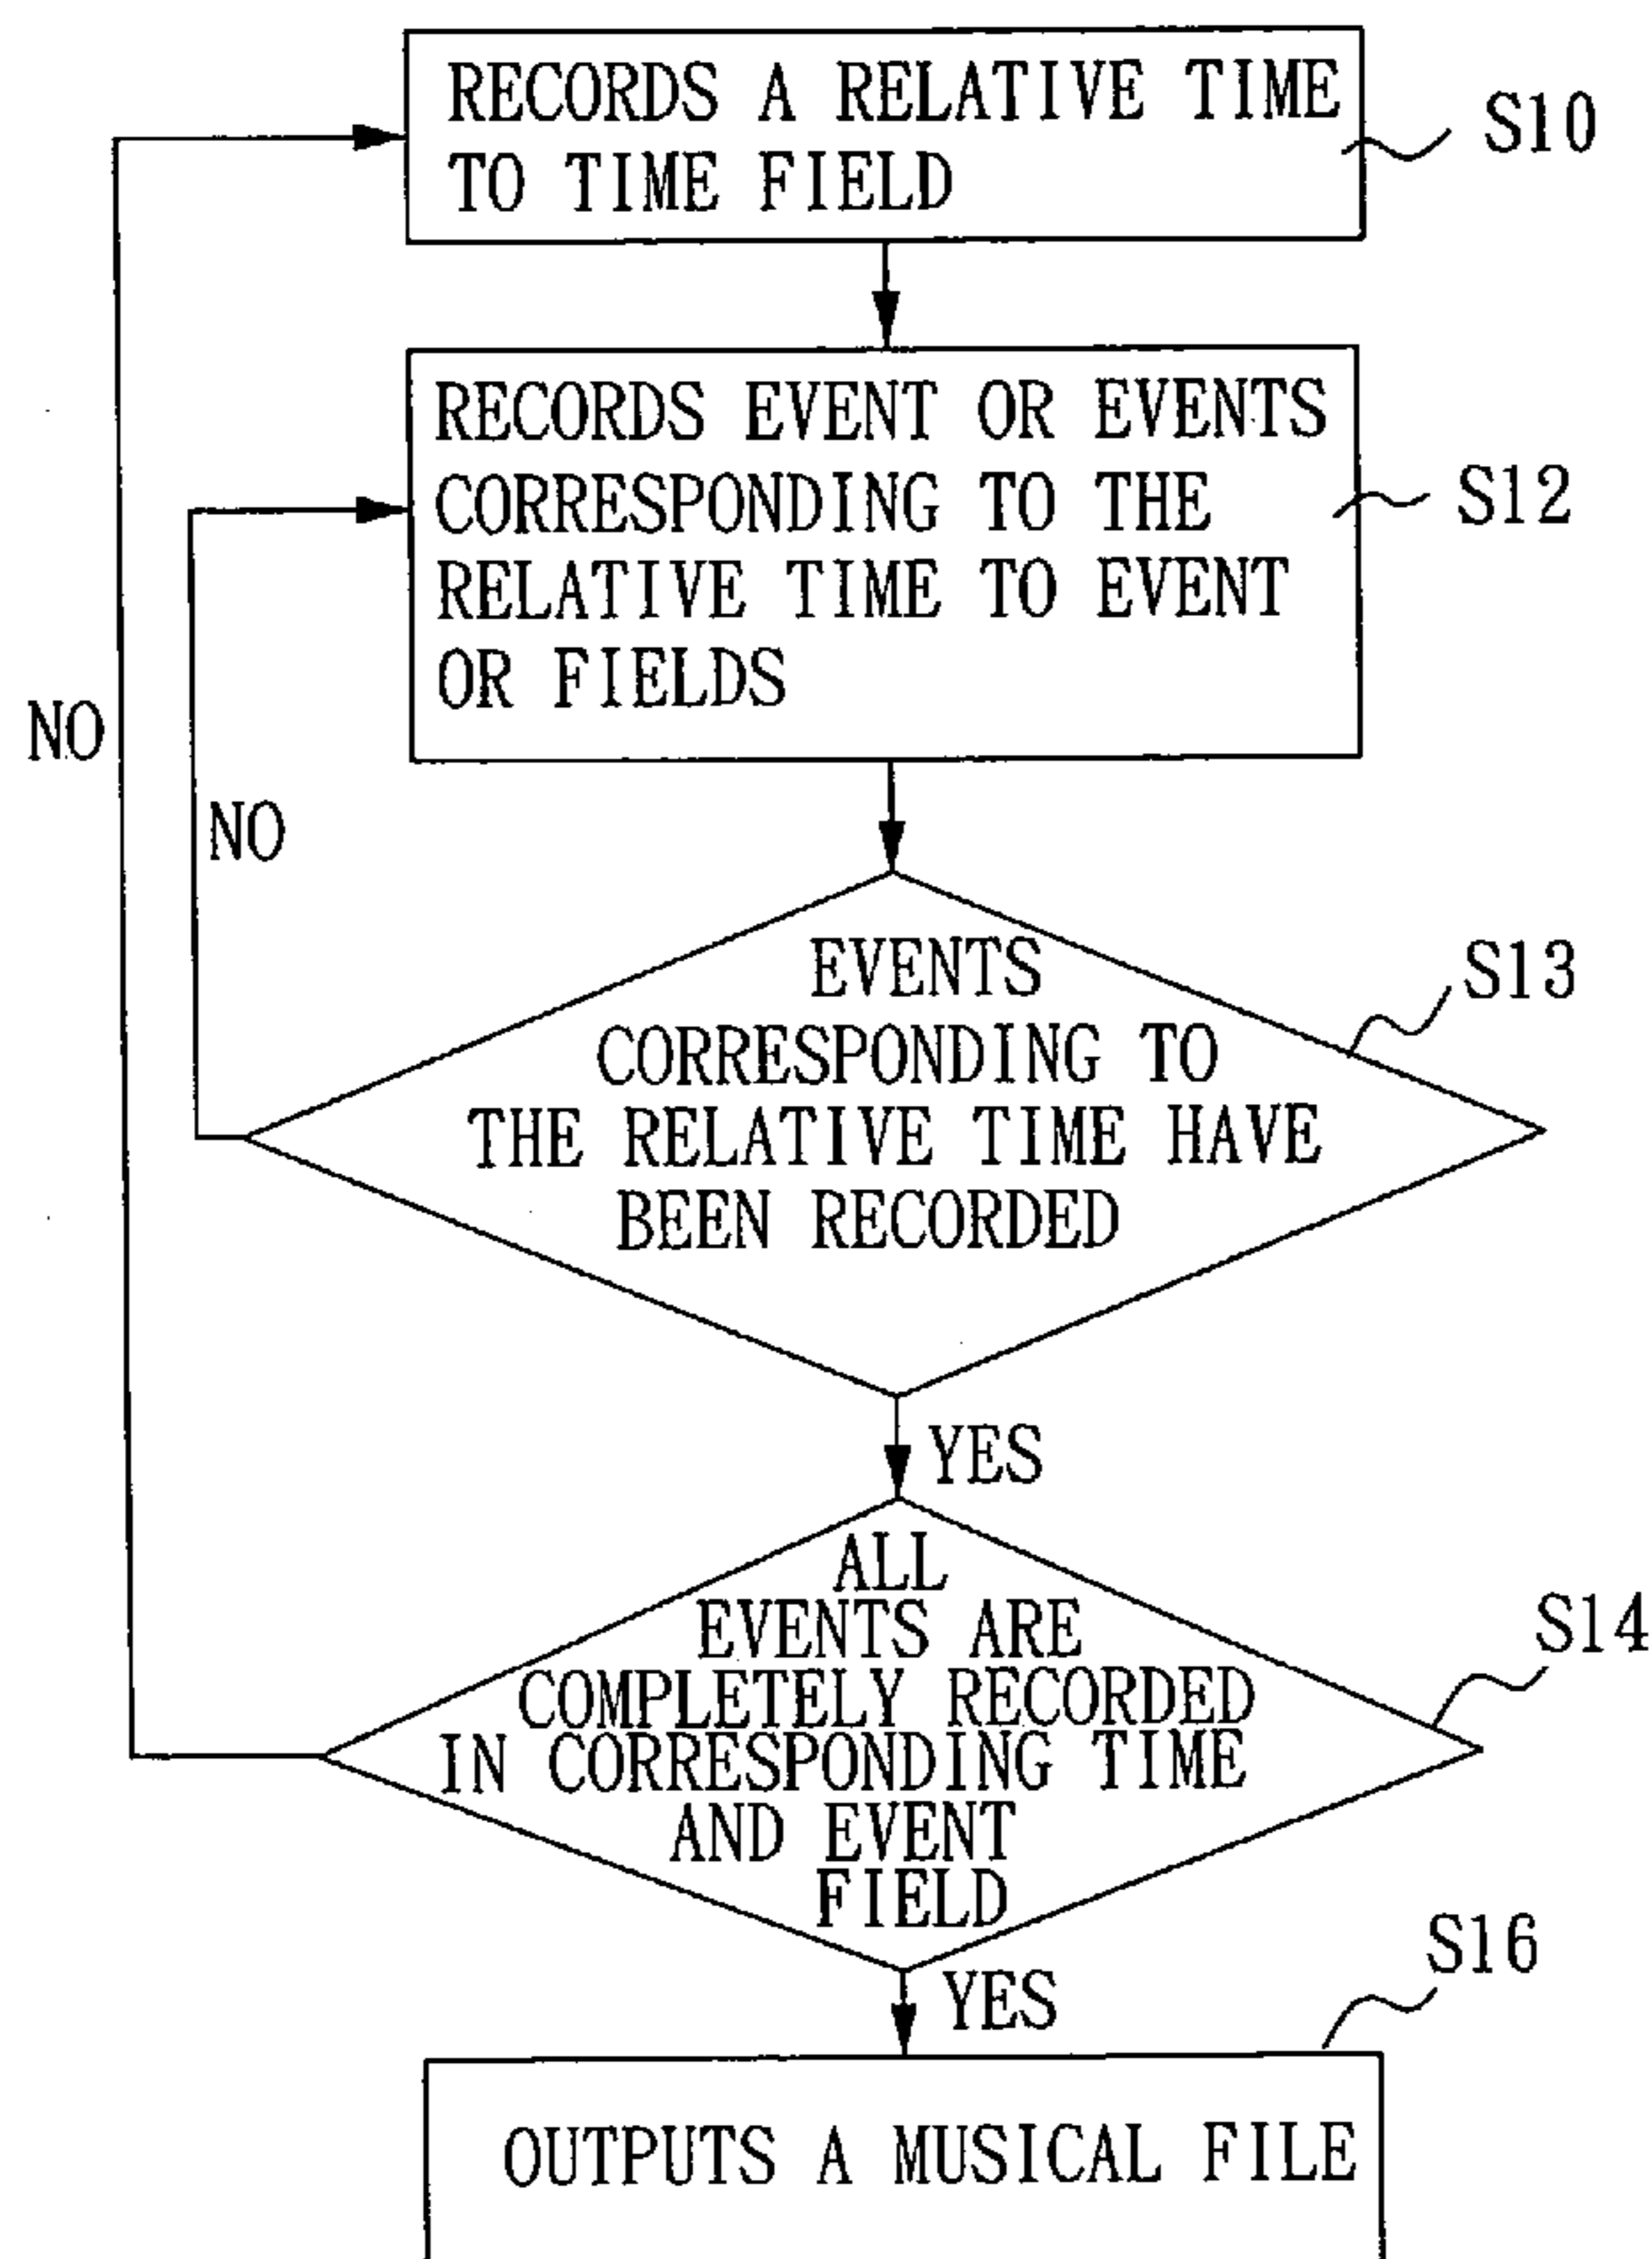 RECORDS A RELATIVE TIME
TO TIME FIELD
S10
RECORDS EVENT OR EVENTS
CORRESPONDING TO THE
RELATIVE TIME TO EVENT
OR FIELDS
S12
NO
NO
EVENTS
CORRESPONDING TO
THE RELATIVE TIME HAVE
BEEN RECORDED
S13
YES
ALL
EVENTS ARE
COMPLETELY RECORDED
IN CORRESPONDING TIME
AND EVENT
FIELD
S14
YES
S16
OUTPUTS A MUSICAL FILE